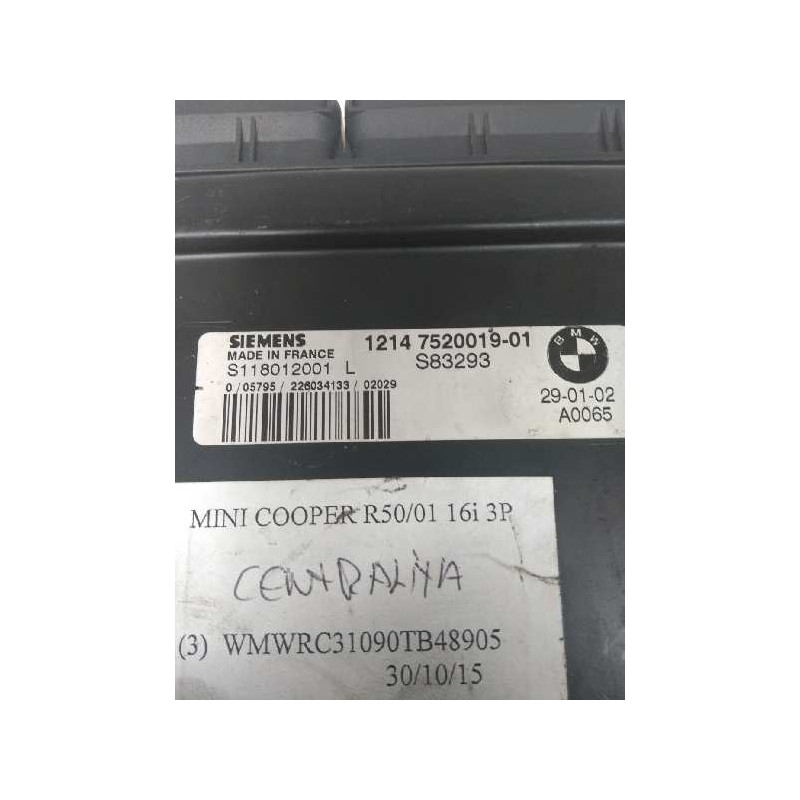 SIEMENS
MADE IN FRANCE
S118012001 L
0 / 05795 / 226034133 / 02029
1214 7520019-01
S83293
BMW
29-01-02
A0065
MINI COOPER R50/01 16i 3P
CENTRALITA
(3) WMWRC31090TB48905
30/10/15